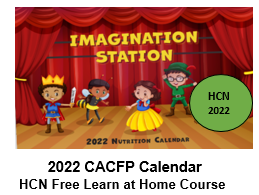 IMAGINATION
STATION
HCN
2022
2022 NUTRITION CALENDAR
2022 CACFP Calendar
HCN Free Learn at Home Course